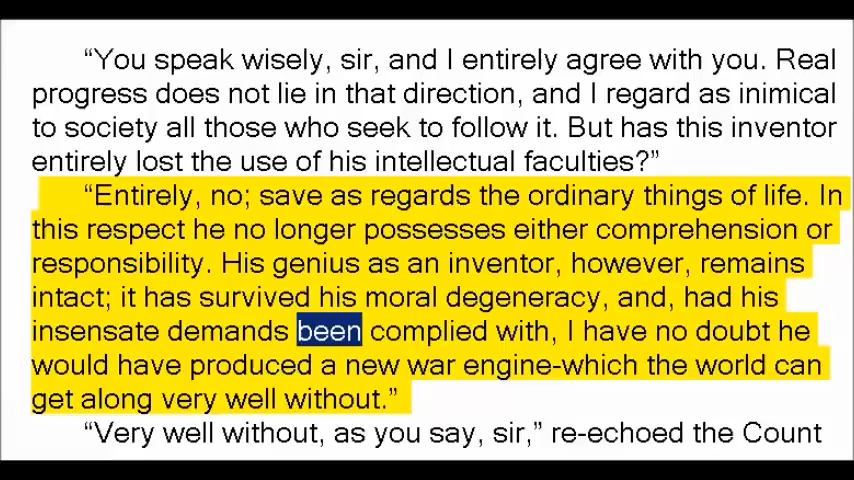 “You speak wisely, sir, and I entirely agree with you. Real
progress does not lie in that direction, and I regard as inimical
to society all those who seek to follow it. But has this inventor
entirely lost the use of his intellectual faculties?”
“Entirely, no; save as regards the ordinary things of life. In
this respect he no longer possesses either comprehension or
responsibility. His genius as an inventor, however, remains
intact; it has survived his moral degeneracy, and, had his
insensate demands been complied with, I have no doubt he
would have produced a new war engine-which the world can
get along very well without.”
“Very well without, as you say, sir,” re-echoed the Count